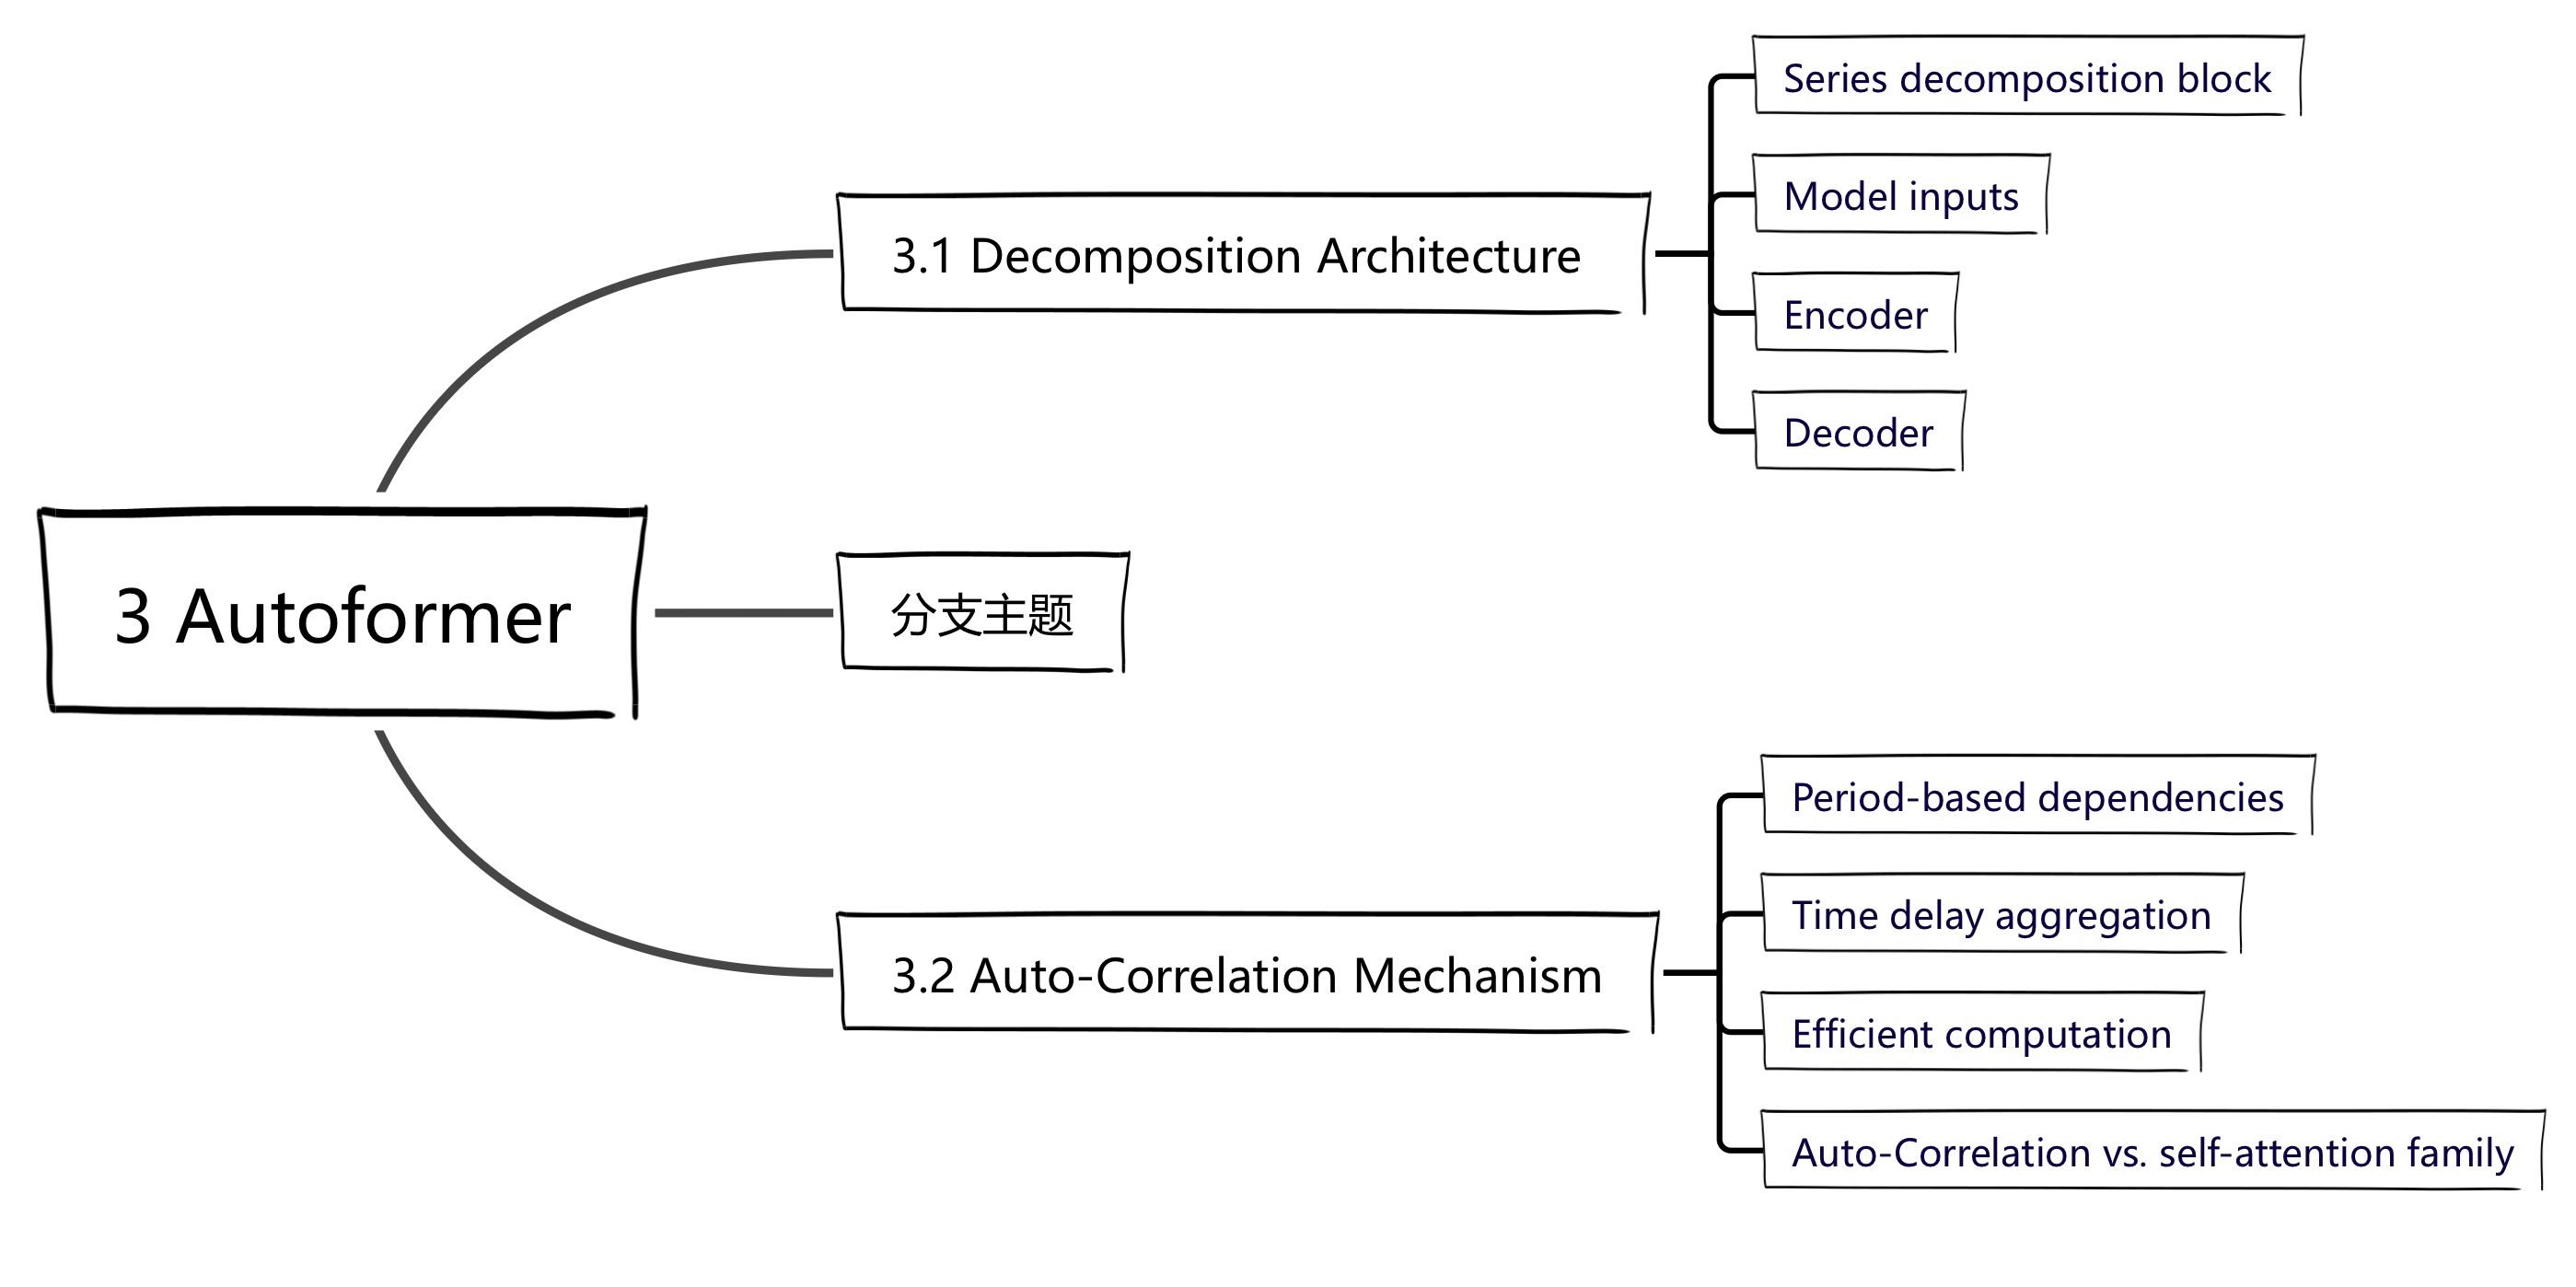 3 Autoformer
3.1 Decomposition Architecture
Series decomposition block
Model inputs
Encoder
Decoder
分支主题
3.2 Auto-Correlation Mechanism
Period-based dependencies
Time delay aggregation
Efficient computation
Auto-Correlation vs. self-attention family